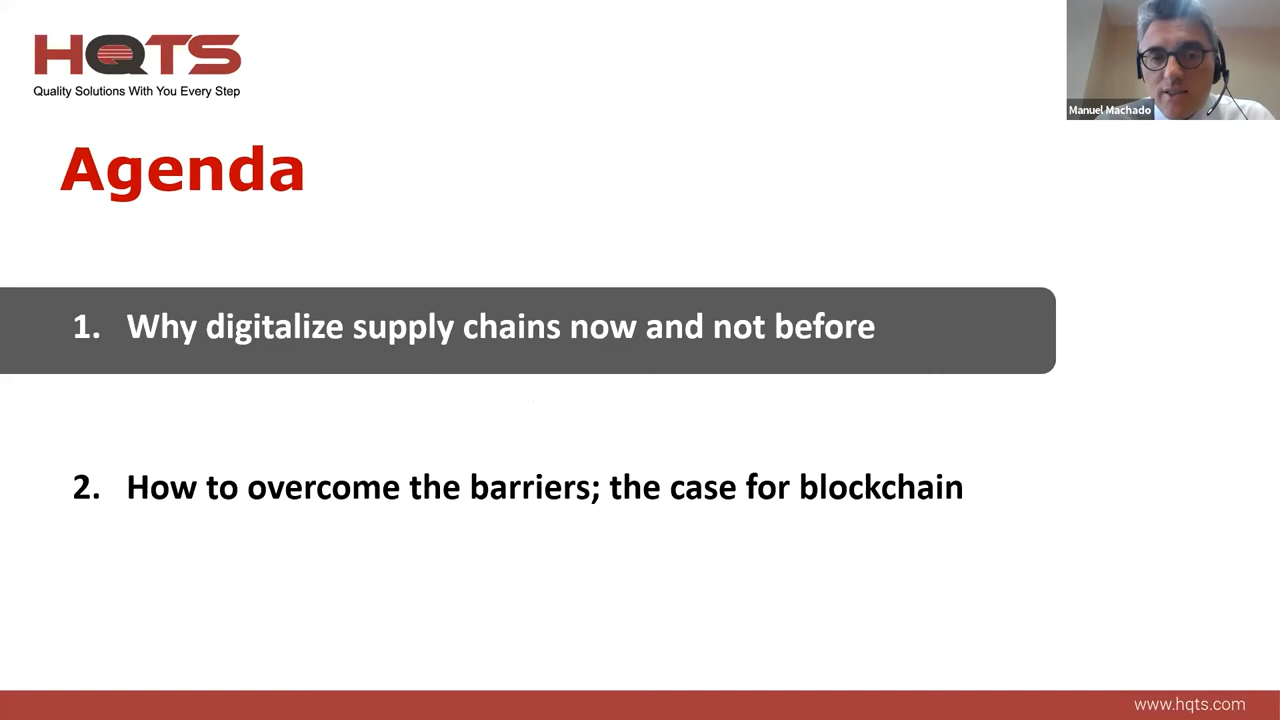 HQTS
Quality Solutions With You Every Step
Manuel Machado
Agenda
1. Why digitalize supply chains now and not before
2. How to overcome the barriers; the case for blockchain
www.hqts.com